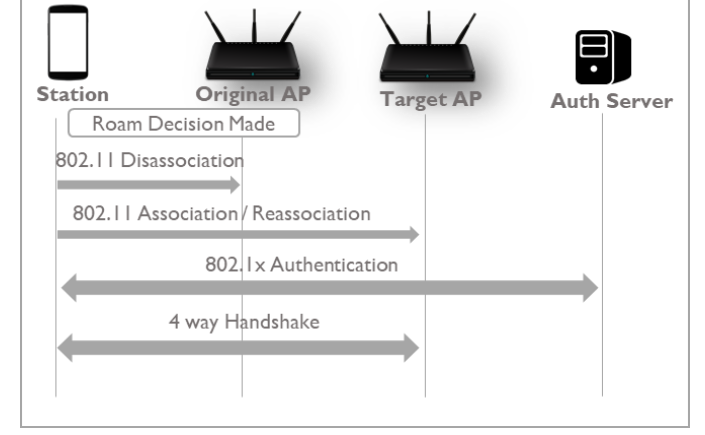 Station
Original AP
Target AP
Auth Server
Roam Decision Made
802.11 Disassociation
802.11 Association / Reassociation
802.1x Authentication
4 way Handshake